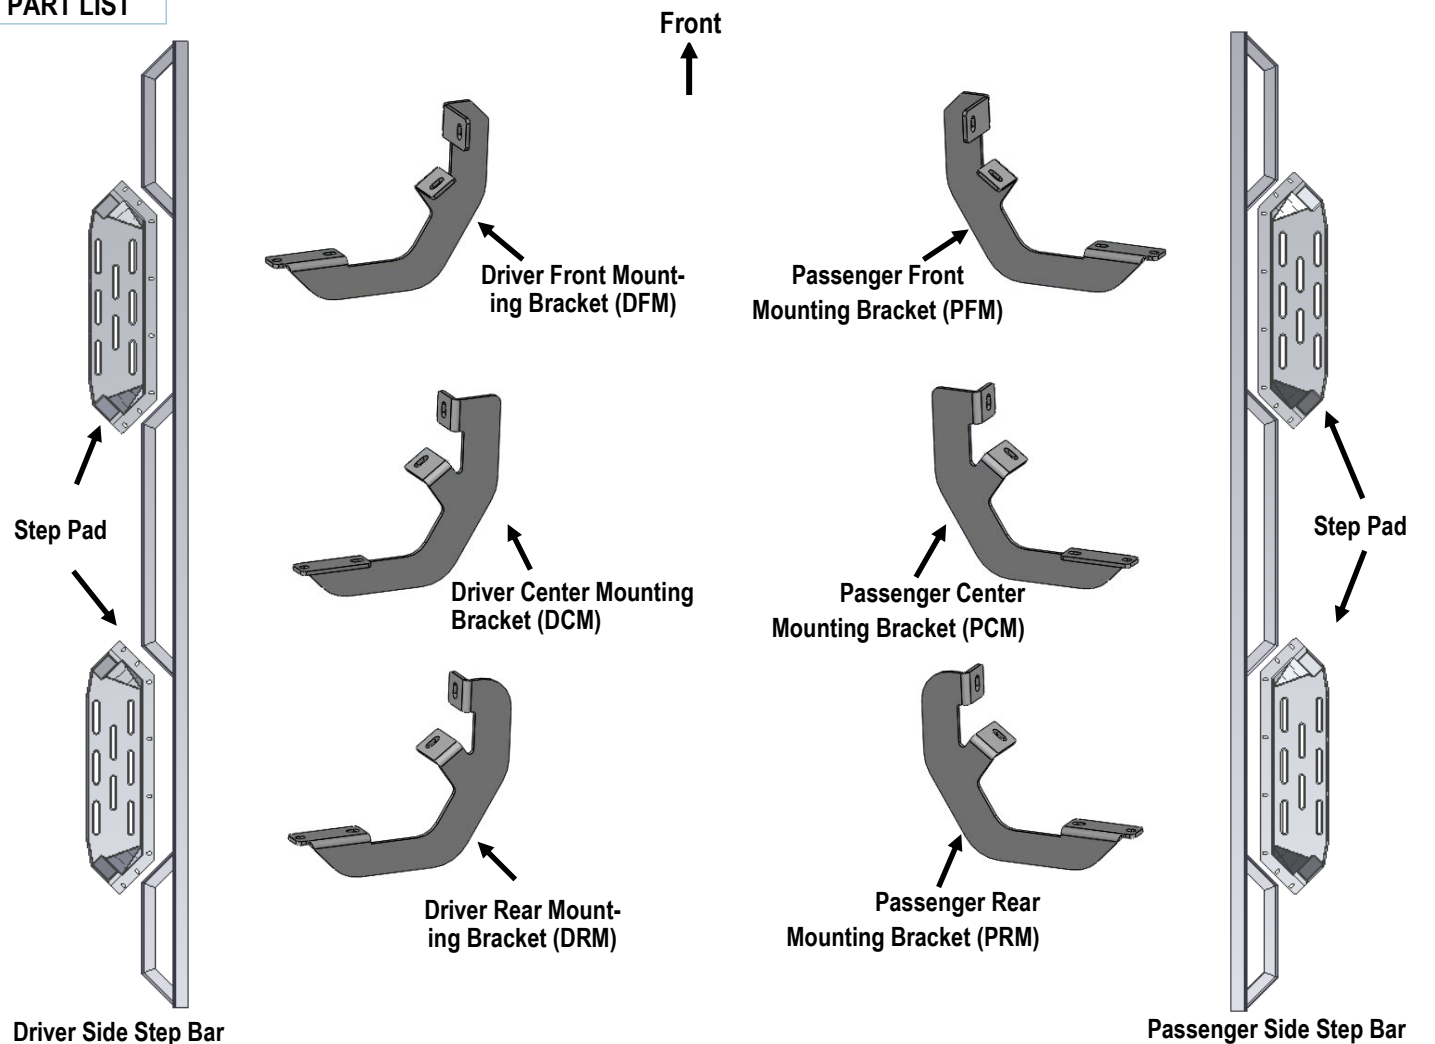 PART LIST
Front
Driver Front Mount-
ing Bracket (DFM)
Passenger Front
Mounting Bracket (PFM)
Step Pad
Step Pad
Driver Center Mounting
Bracket (DCM)
Passenger Center
Mounting Bracket (PCM)
Driver Rear Mount-
ing Bracket (DRM)
Passenger Rear
Mounting Bracket (PRM)
Driver Side Step Bar
Passenger Side Step Bar